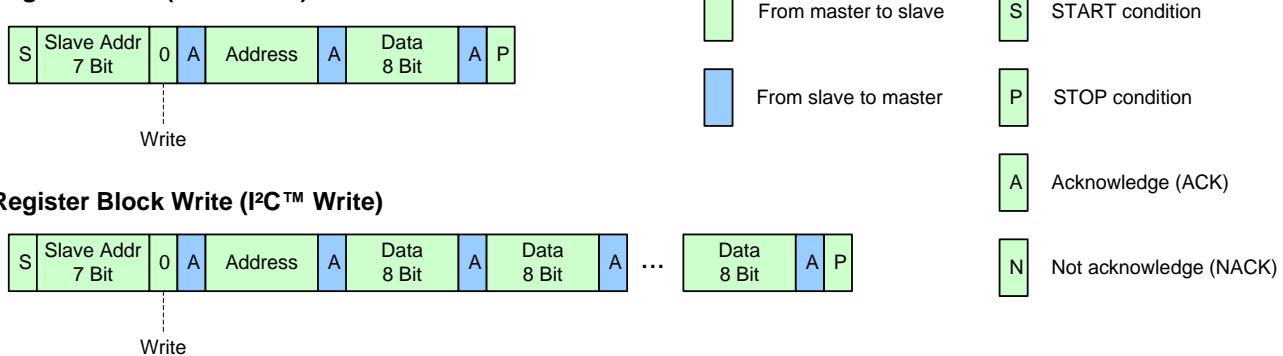 From master to slave
S START condition
S Slave Addr 7 Bit 0 A Address A Data 8 Bit A P
Write
From slave to master
P STOP condition
A Acknowledge (ACK)
Register Block Write (I²C™ Write)
N Not acknowledge (NACK)
S Slave Addr 7 Bit 0 A Address A Data 8 Bit A Data 8 Bit A ... Data 8 Bit A P
Write